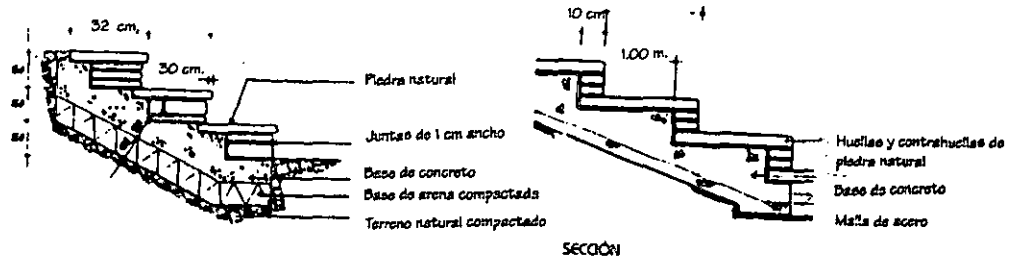 32 cm.
30 cm.
Piedra natural
Juntas de 1 cm ancho
Base de concreto
Base de arena compactada
Terreno natural compactado
10 cm
1.00 m.
Huellas y contrahuellas de
piedra natural
Base de concreto
Malla de acero
SECCIÓN